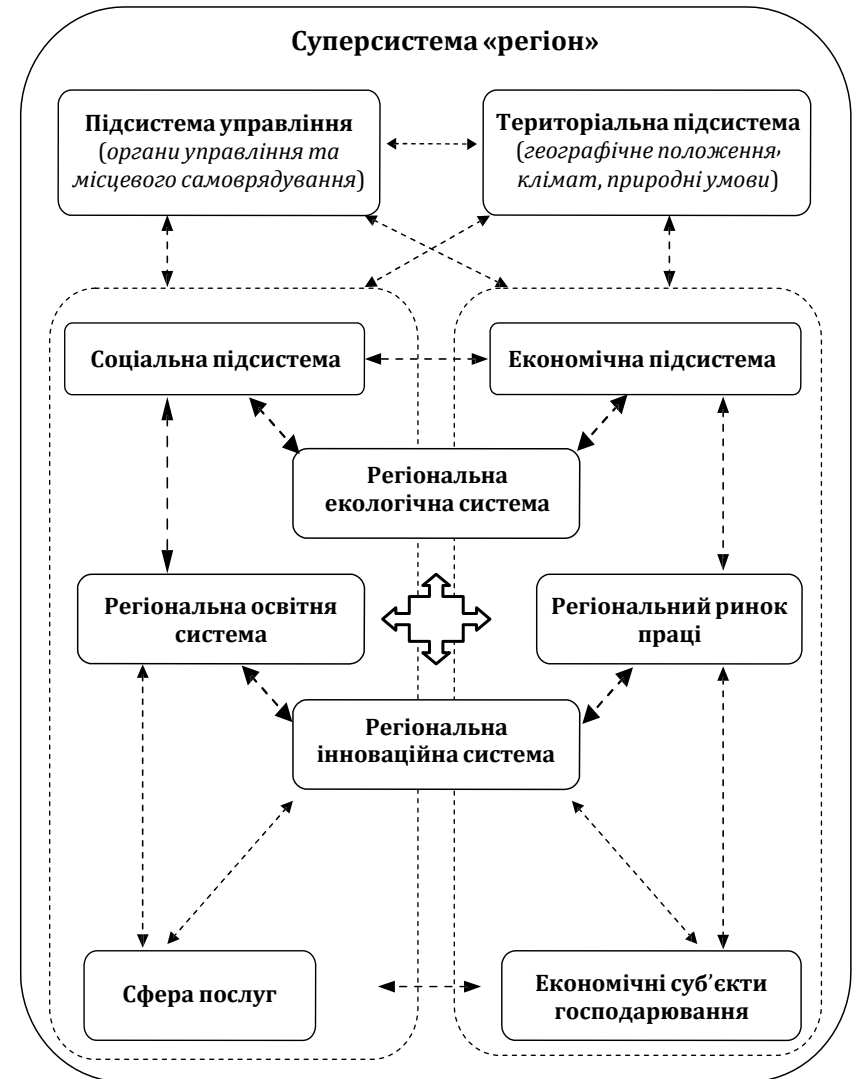 Суперсистема «регіон»
Підсистема управління
(органи управління та
місцевого самоврядування)
Територіальна підсистема
(географічне положення,
клімат, природні умови)
Соціальна підсистема
Економічна підсистема
Регіональна
екологічна система
Регіональна освітня
система
Регіональний ринок
праці
Регіональна
інноваційна система
Сфера послуг
Економічні суб’єкти
господарювання